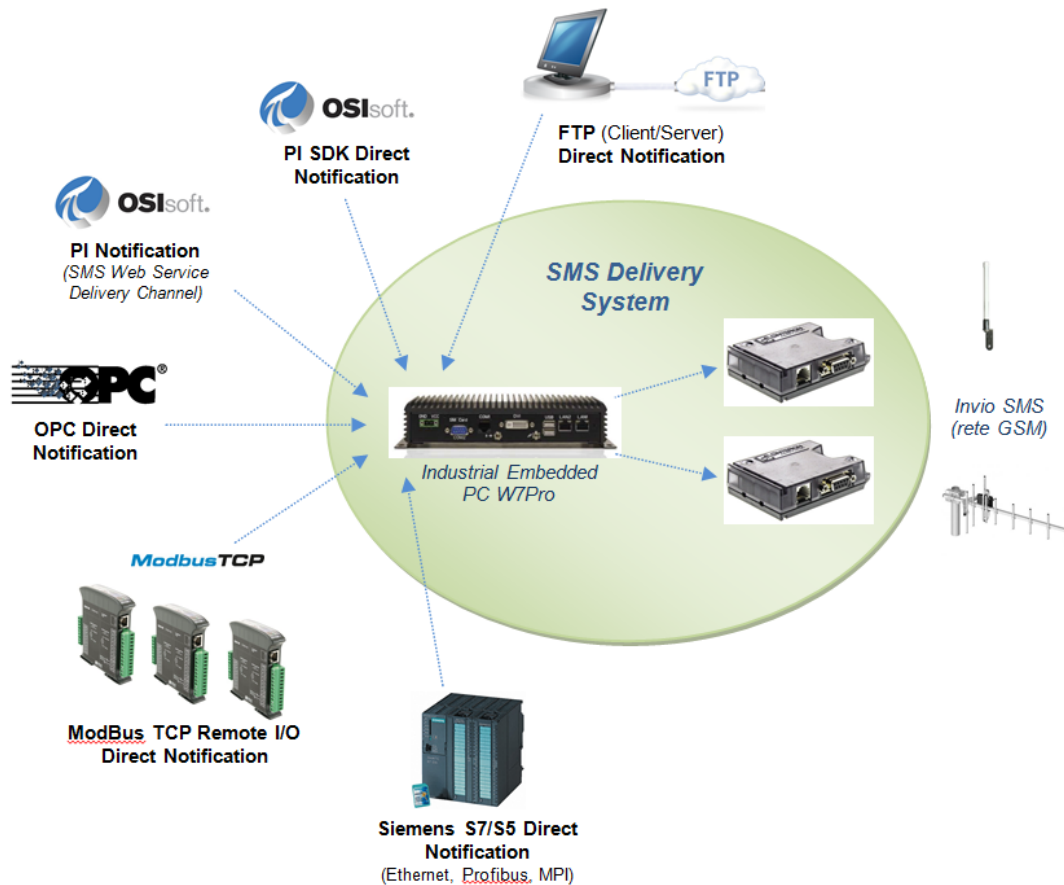 FTP
FTP (Client/Server)
Direct Notification
OSIsoft.
PI SDK Direct
Notification
OSIsoft.
PI Notification
(SMS Web Service
Delivery Channel)
SMS Delivery
System
OPC®
OPC Direct
Notification
Industrial Embedded
PC W7Pro
Invio SMS
(rete GSM)
ModbusTCP
ModBus TCP Remote I/O
Direct Notification
Siemens S7/S5 Direct
Notification
(Ethernet, Profibus, MPI)